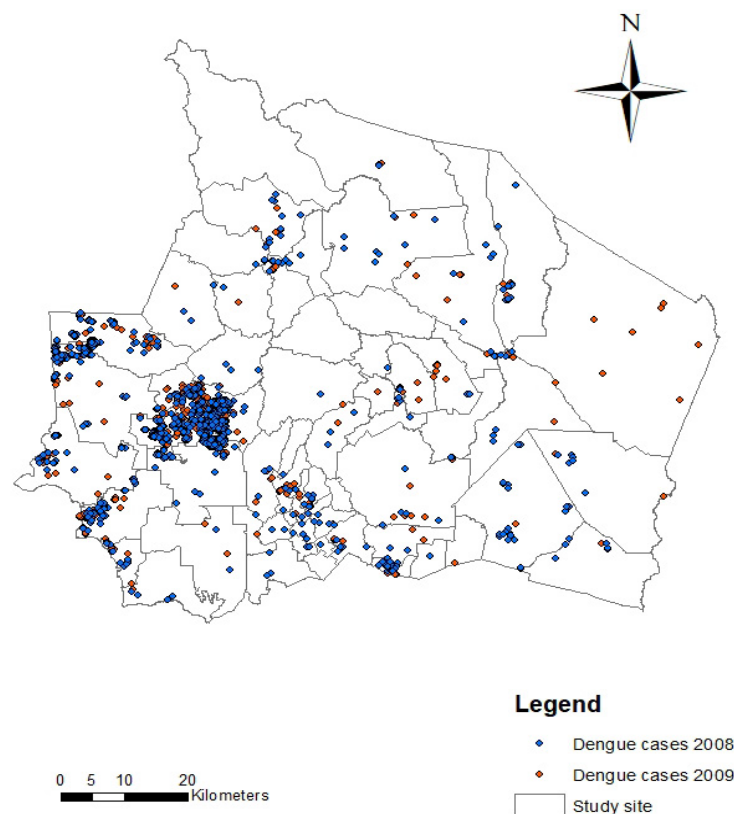 N
Legend
Dengue cases 2008
Dengue cases 2009
Study site
0 5 10 20
Kilometers